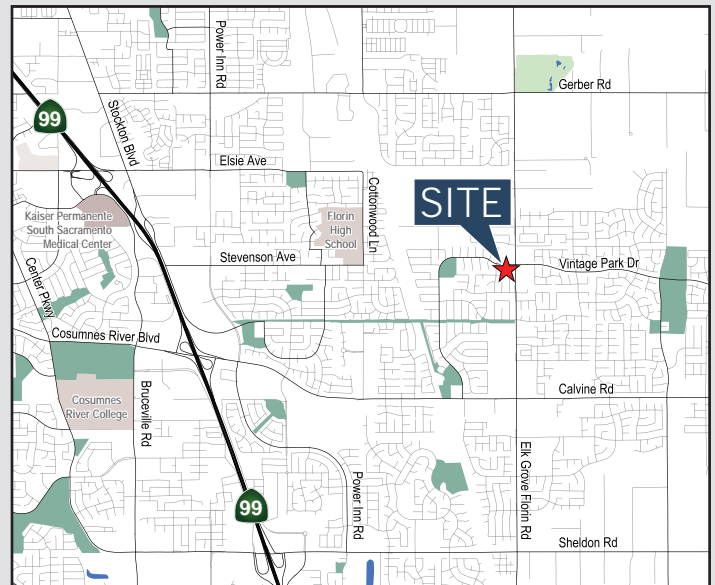 Power Inn Rd
Gerber Rd
99
Stockton Blvd
Elsie Ave
Cottonwood Ln
SITE
Kaiser Permanente
South Sacramento
Medical Center
Florin
High
School
Stevenson Ave
Vintage Park Dr
Center Pkwy
Cosumnes River Blvd
Calvine Rd
Cosumnes
River College
Bruceville Rd
Elk Grove Florin Rd
Power Inn Rd
99
Sheldon Rd